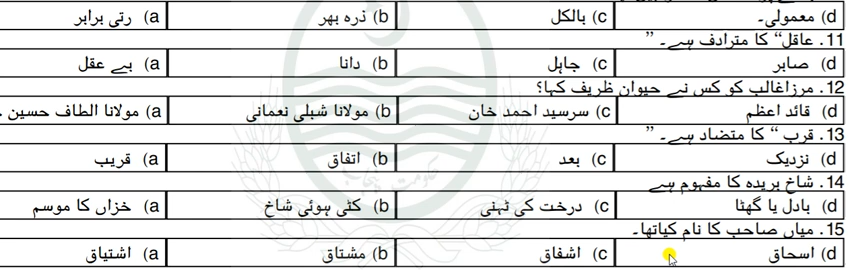 a) رتی برابر b) ذرہ بھر c) بالکل d) معمولی۔
11. عاقل“ کا مترادف ہے۔ ”
a) بے عقل b) دانا c) جاہل d) صابر
12. مرزاغالب کو کس نے حیوان ظریف کہا؟
a) مولانا الطاف حسین b) مولانا شبلی نعمانی c) سرسید احمد خان d) قائد اعظم
13. قرب “ کا متضاد ہے۔ ”
a) قریب b) اتفاق c) بعد d) نزدیک
14. شاخ بریدہ کا مفہوم ہے
a) خزاں کا موسم b) کٹی ہوئی شاخ c) درخت کی ٹہنی d) بادل یا گھٹا
15. میاں صاحب کا نام کیاتھا۔
a) اشتیاق b) مشتاق c) اشفاق d) اسحاق